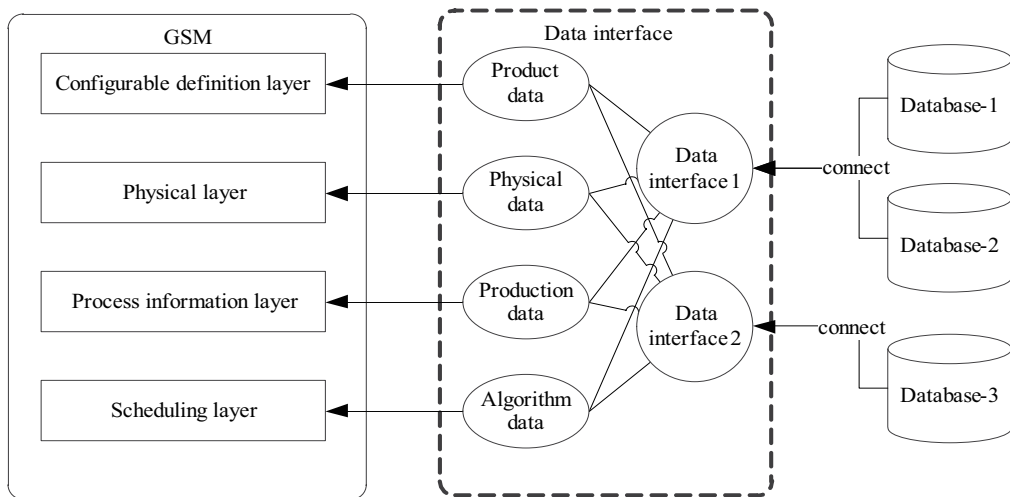 GSM
Configurable definition layer
Physical layer
Process information layer
Scheduling layer
Data interface
Product
data
Physical
data
Production
data
Algorithm
data
Data
interface 1
Data
interface 2
connect
connect
Database-1
Database-2
Database-3